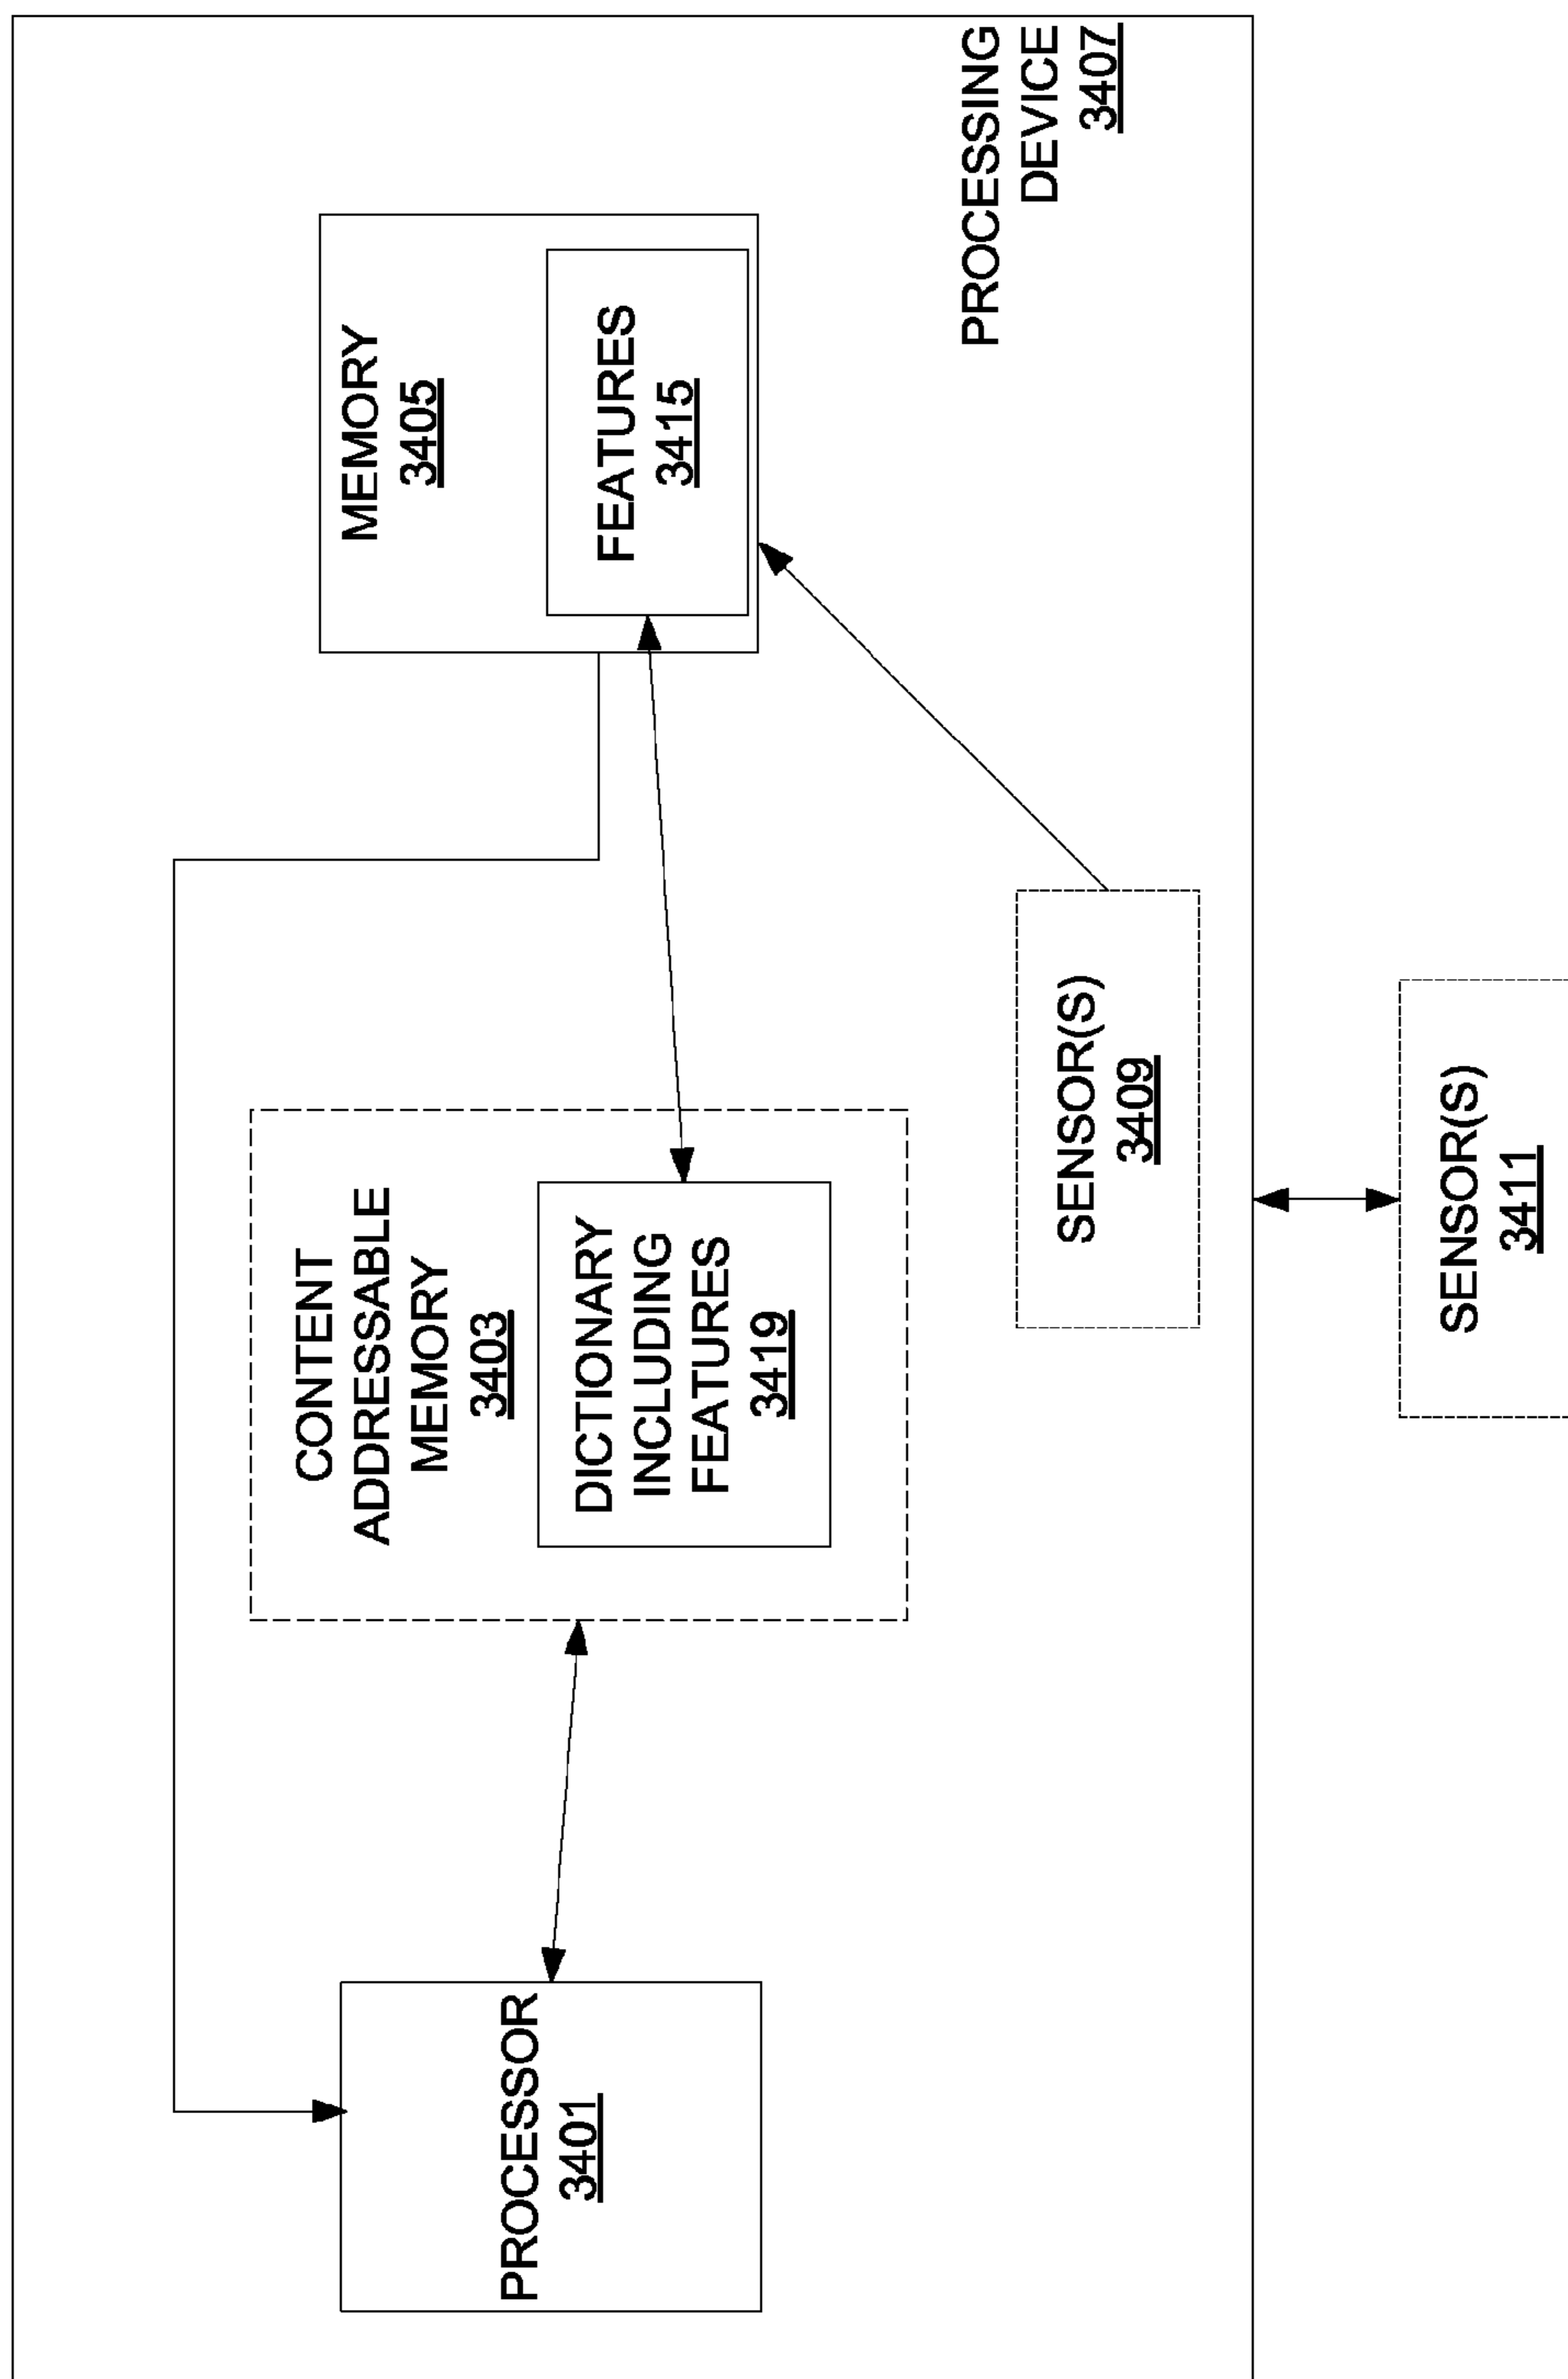 PROCESSOR
3401
CONTENT
ADDRESSABLE
MEMORY
3403
DICTIONARY
INCLUDING
FEATURES
3419
MEMORY
3405
FEATURES
3415
SENSOR(S)
3409
PROCESSING
DEVICE
3407
SENSOR(S)
3411